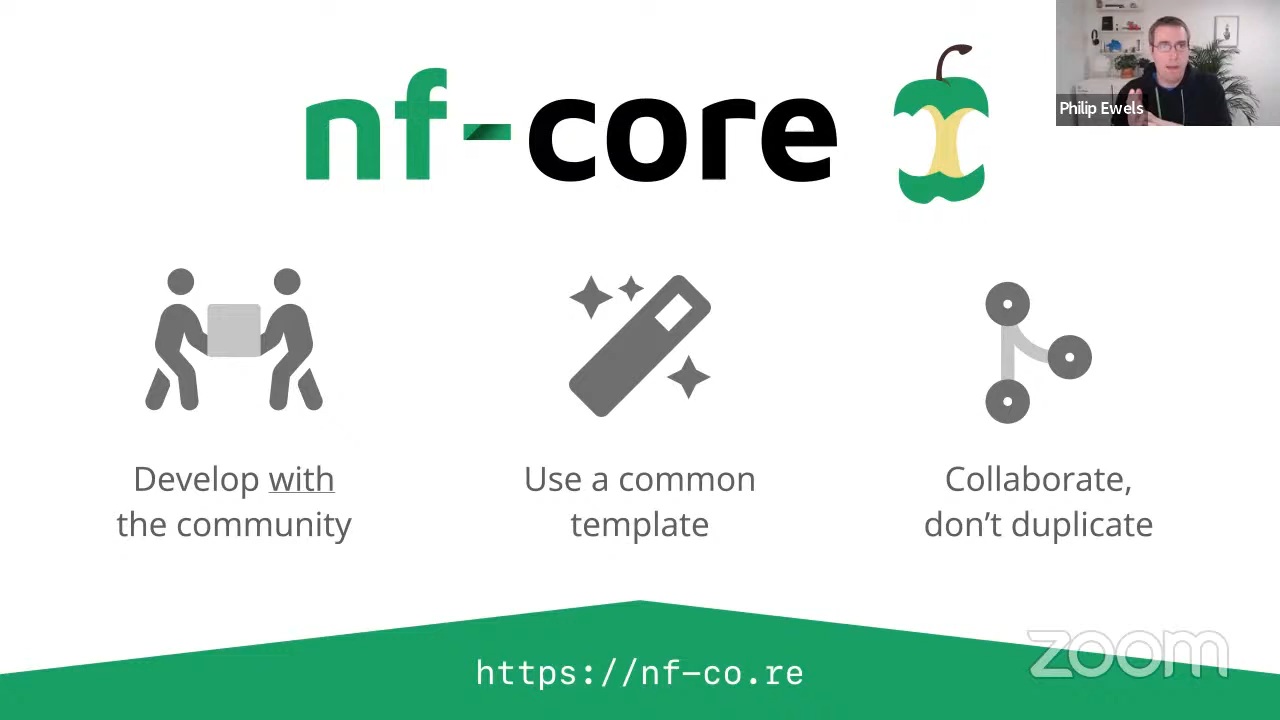 nf-core
Philip Ewels
Develop with
the community
Use a common
template
Collaborate,
don’t duplicate
https://nf-co.re
zoom